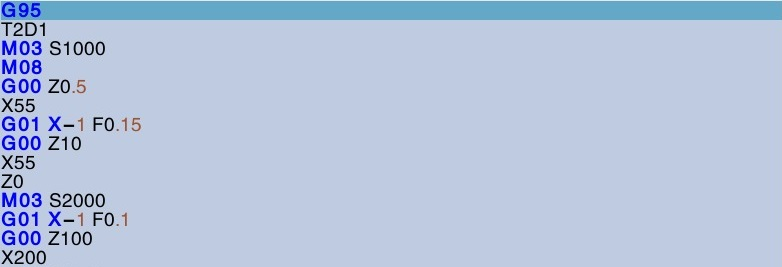 G95
T2D1
M03 S1000
M08
G00 Z0.5
X55
G01 X-1 F0.15
G00 Z10
X55
Z0
M03 S2000
G01 X-1 F0.1
G00 Z100
X200